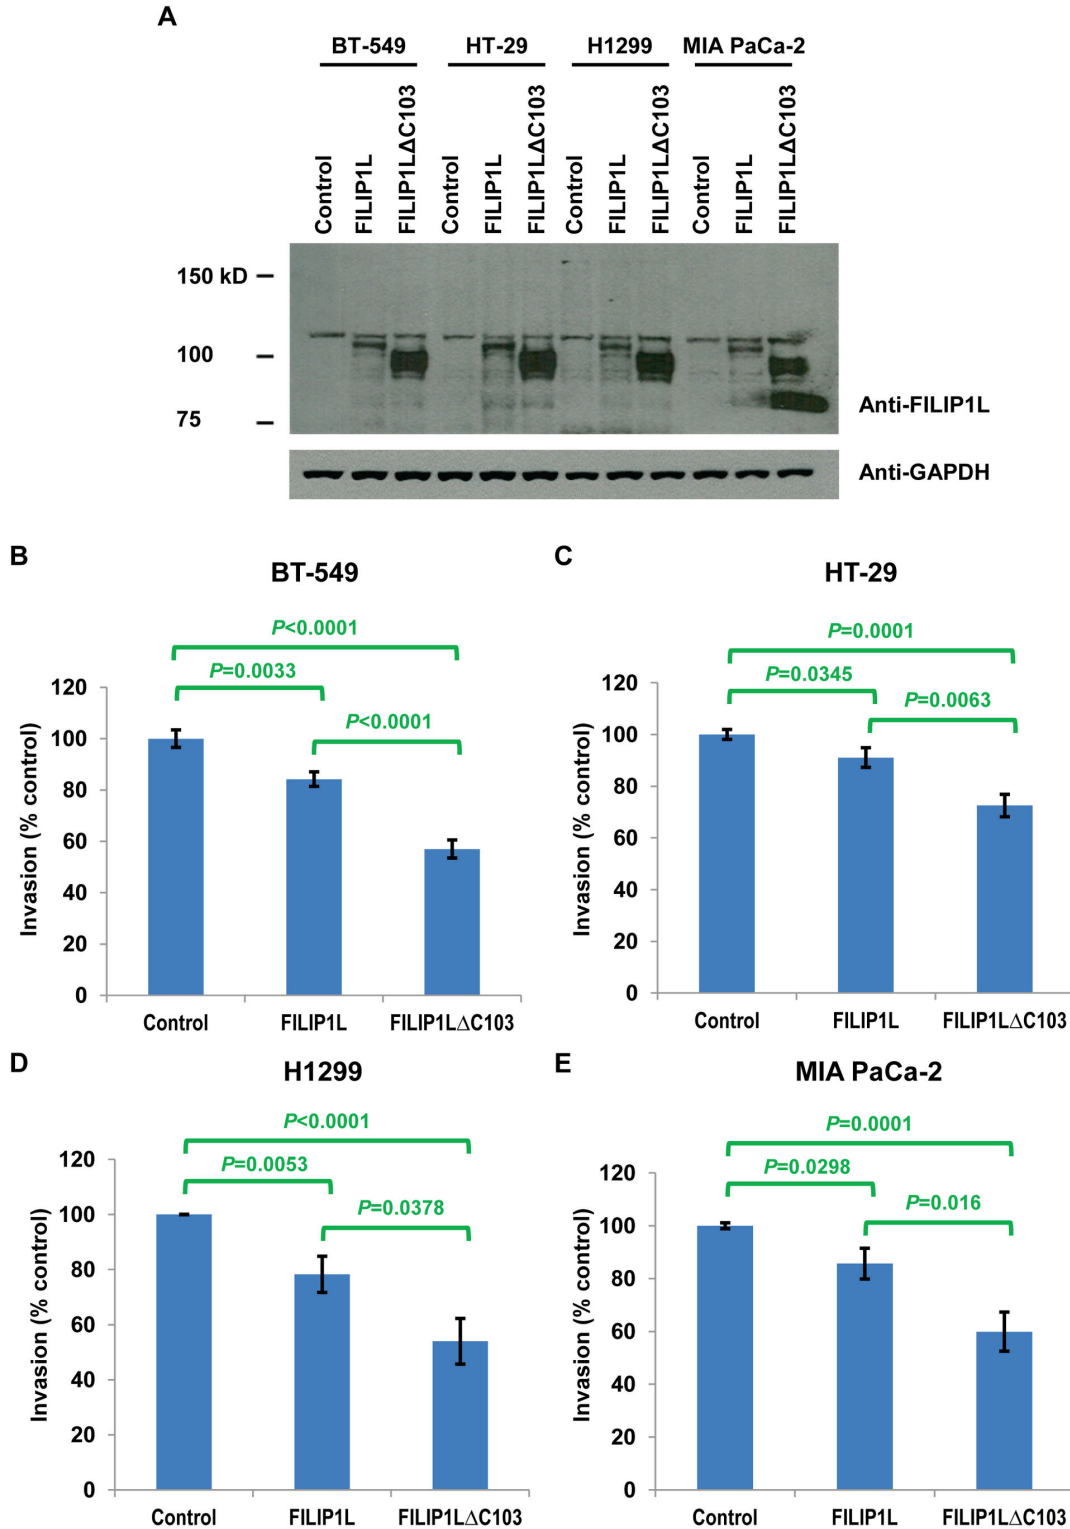 A
BT-549 HT-29 H1299 MIA PaCa-2
Control FILIP1L FILIP1LΔC103 Control FILIP1L FILIP1LΔC103 Control FILIP1L FILIP1LΔC103 Control FILIP1L FILIP1LΔC103
150 kD
100
75
Anti-FILIP1L
Anti-GAPDH
B
BT-549
P<0.0001
P=0.0033
P<0.0001
Invasion (% control)
120
100
80
60
40
20
0
Control FILIP1L FILIP1LΔC103
C
HT-29
P=0.0001
P=0.0345
P=0.0063
Invasion (% control)
120
100
80
60
40
20
0
Control FILIP1L FILIP1LΔC103
D
H1299
P<0.0001
P=0.0053
P=0.0378
Invasion (% control)
120
100
80
60
40
20
0
Control FILIP1L FILIP1LΔC103
E
MIA PaCa-2
P=0.0001
P=0.0298
P=0.016
Invasion (% control)
120
100
80
60
40
20
0
Control FILIP1L FILIP1LΔC103